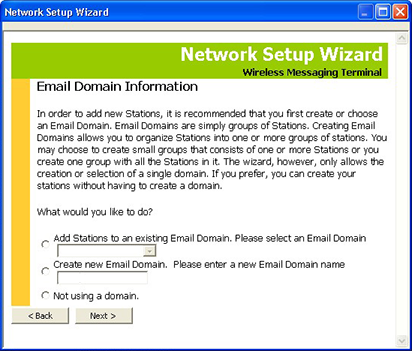 Network Setup Wizard
Network Setup Wizard
Wireless Messaging Terminal
Email Domain Information
In order to add new Stations, it is recommended that you first create or choose
an Email Domain. Email Domains are simply groups of Stations. Creating Email
Domains allows you to organize Stations into one or more groups of stations. You
may choose to create small groups that consists of one or more Stations or you
create one group with all the Stations in it. The wizard, however, only allows the
creation or selection of a single domain. If you prefer, you can create your
stations without having to create a domain.
What would you like to do?
Add Stations to an existing Email Domain. Please select an Email Domain
Create new Email Domain. Please enter a new Email Domain name
Not using a domain.
< Back Next >